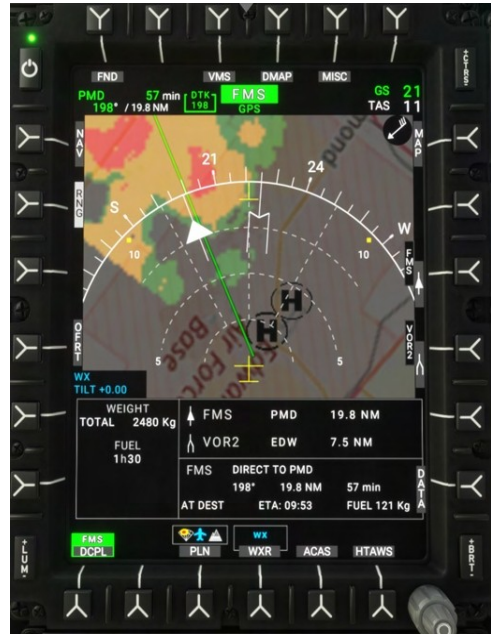 FND VMS DMAP MISC
+CTRS-
PMD 57 min DTK FMS GS 21
198° / 19.8 NM 198 GPS TAS 11
NAV
MAP
RNG
21
24
S
W
10
10
FMS
H
H
Base
Air Force
mond
OFRT
VOR2
5
5
WX
TILT +0.00
WEIGHT
TOTAL 2480 Kg
FUEL
1h30
FMS PMD 19.8 NM
VOR2 EDW 7.5 NM
FMS DIRECT TO PMD
198° 19.8 NM 57 min
AT DEST ETA: 09:53 FUEL 121 Kg
DATA
FMS
DCPL
WX
PLN WXR ACAS HTAWS
+LUM-
+BRT-